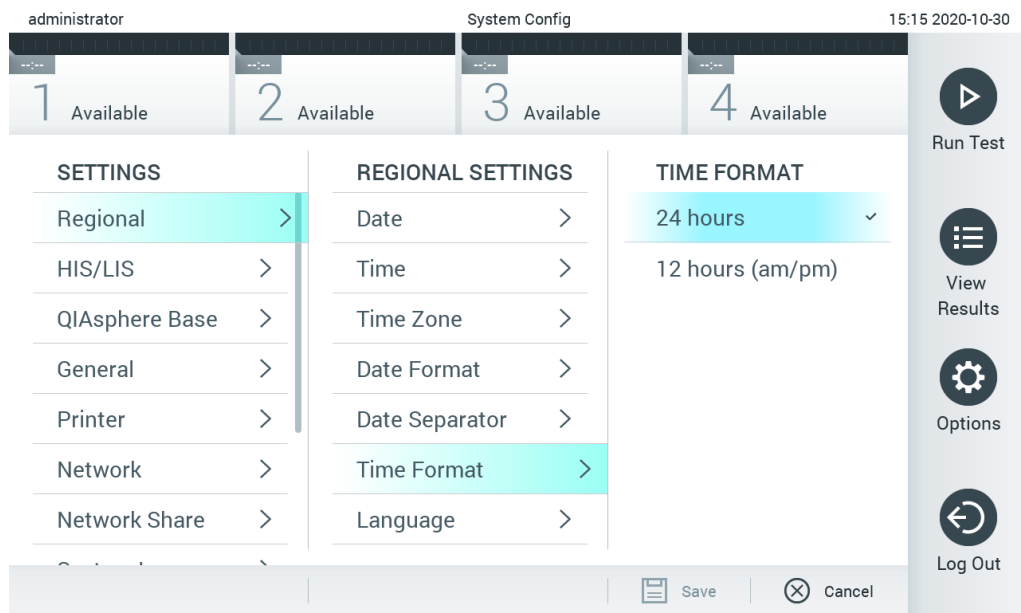 administrator
System Config
15:15 2020-10-30
--:--
--:--
--:--
--:--
1 Available
2 Available
3 Available
4 Available
Run Test
View
Results
Options
Log Out
SETTINGS
Regional
HIS/LIS
QIAsphere Base
General
Printer
Network
Network Share
REGIONAL SETTINGS
Date
Time
Time Zone
Date Format
Date Separator
Time Format
Language
TIME FORMAT
24 hours
12 hours (am/pm)
Save
Cancel